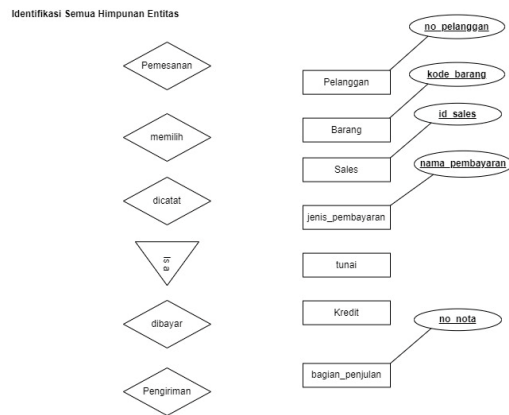 Identifikasi Semua Himpunan Entitas
no_pelanggan
Pemesanan
Pelanggan
kode_barang
id_sales
memilih
Barang
Sales
nama_pembayaran
dicatat
jenis_pembayaran
Is a
tunai
dibayar
Kredit
no_nota
Pengiriman
bagian_penjulan